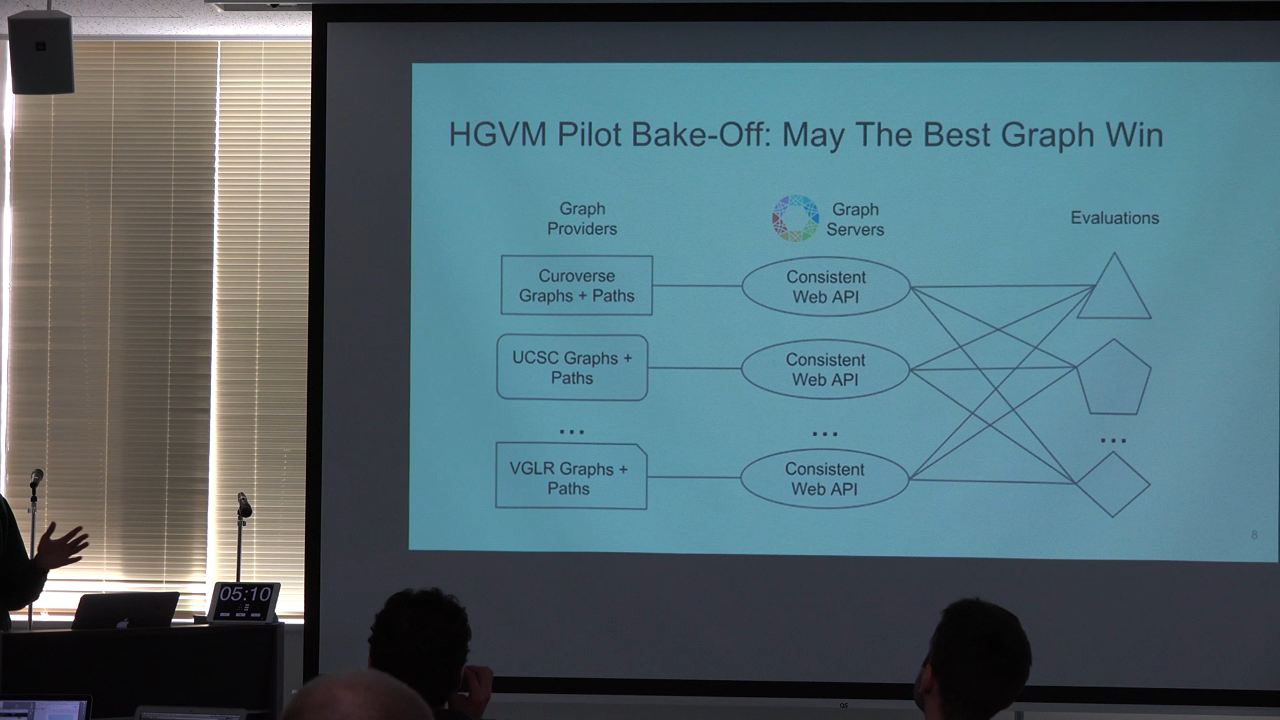 HGVM Pilot Bake-Off: May The Best Graph Win
Graph
Providers
Graph
Servers
Evaluations
Curoverse
Graphs + Paths
Consistent
Web API
UCSC Graphs +
Paths
Consistent
Web API
...
...
...
VGLR Graphs +
Paths
Consistent
Web API
8
05:10